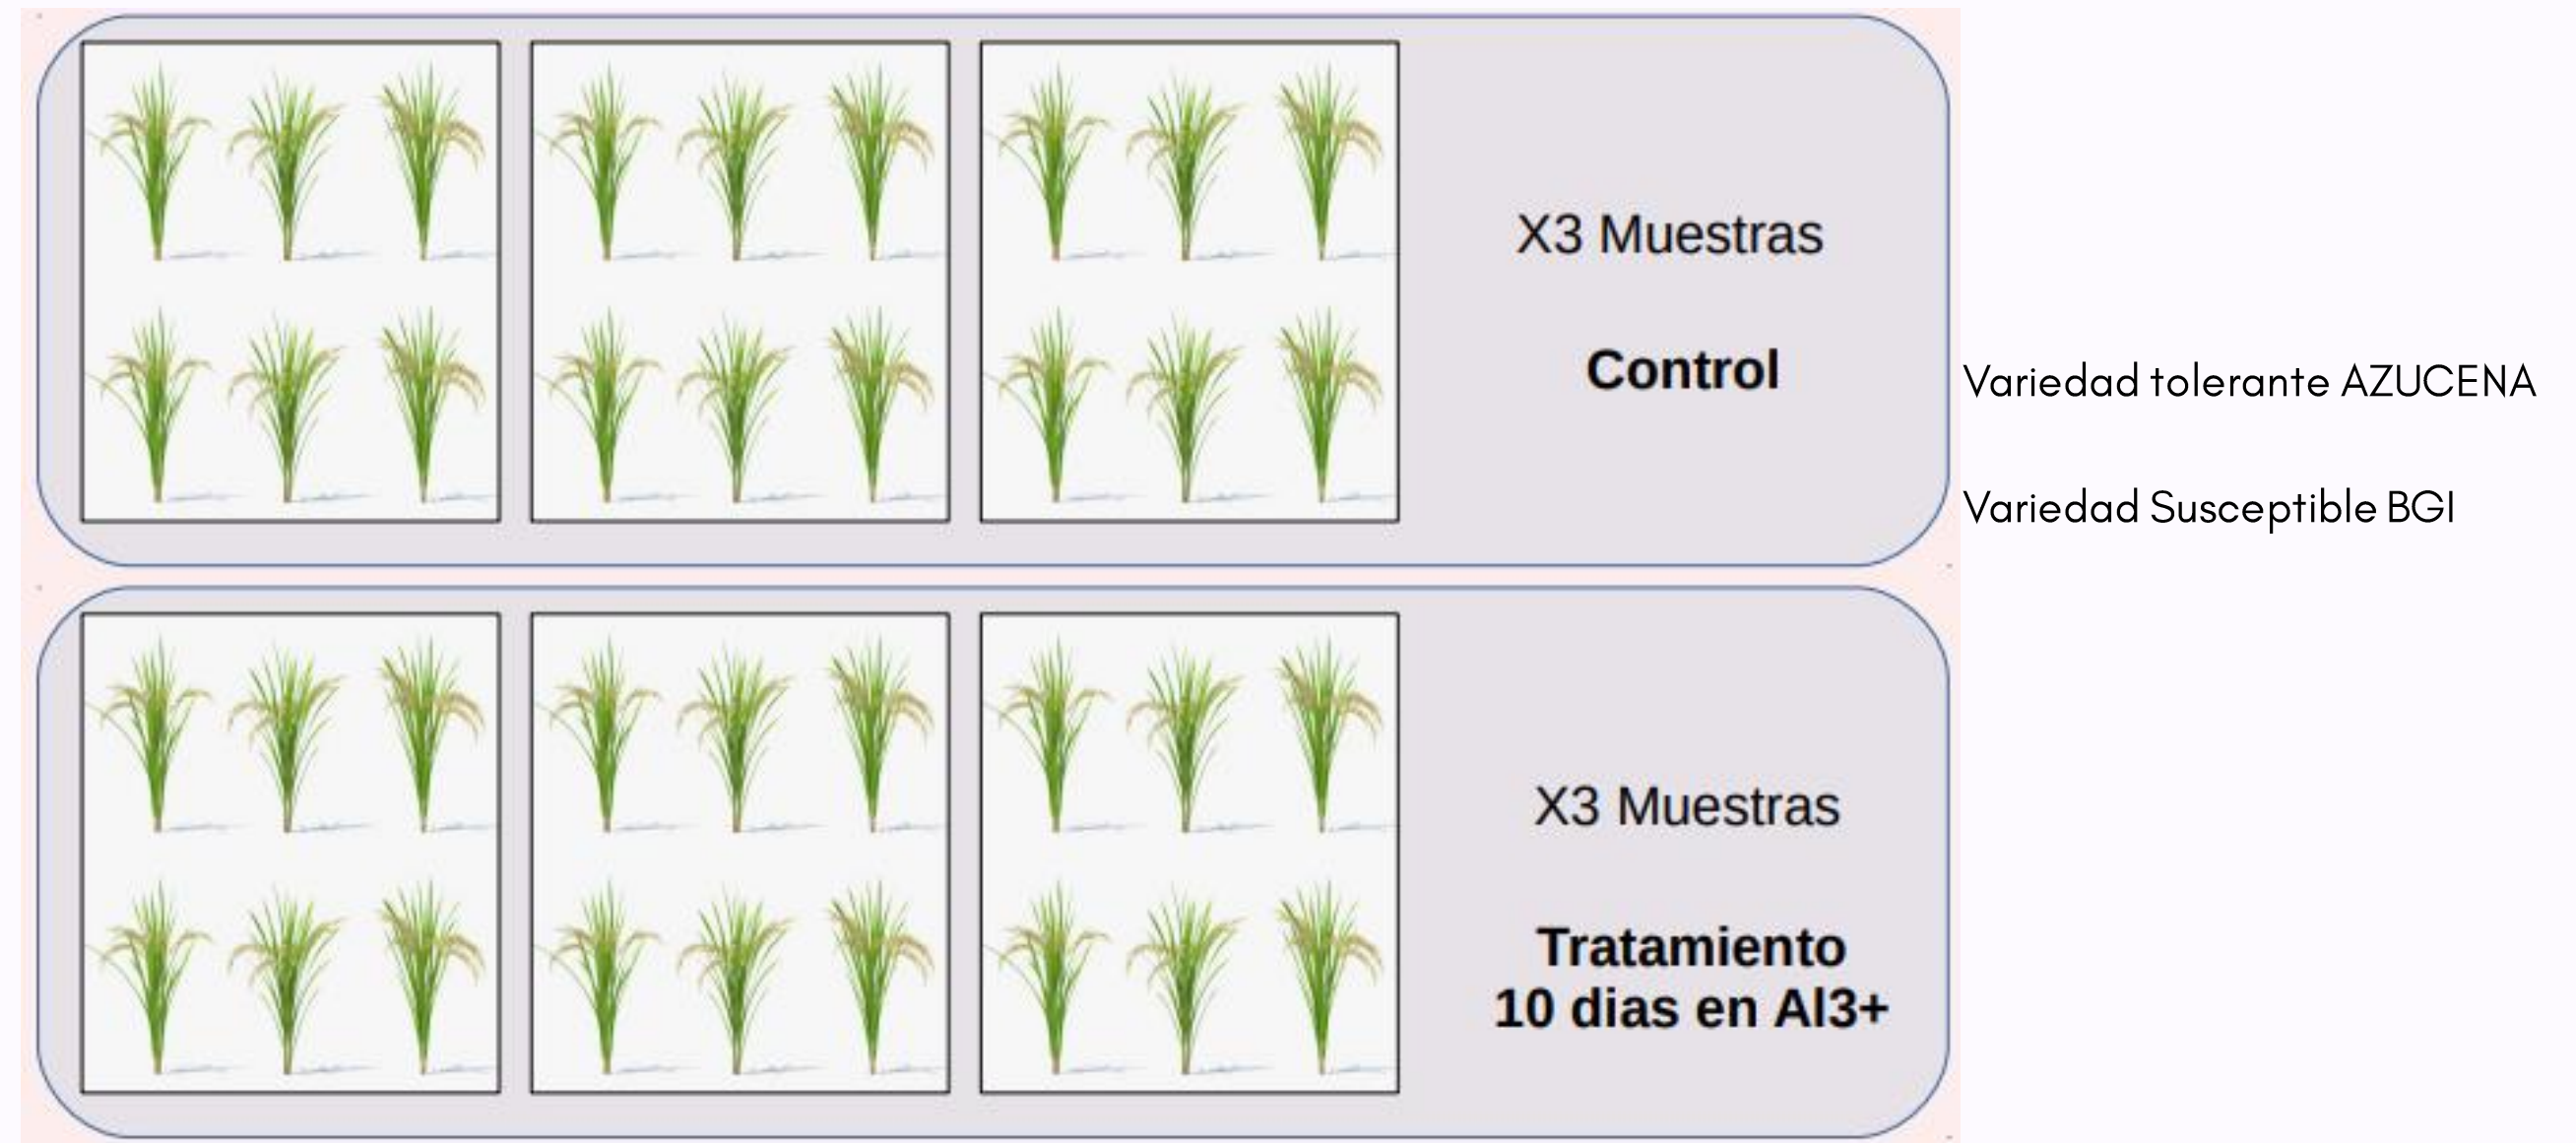 X3 Muestras
Control
Variedad tolerante AZUCENA
Variedad Susceptible BGI
X3 Muestras
Tratamiento
10 dias en Al3+